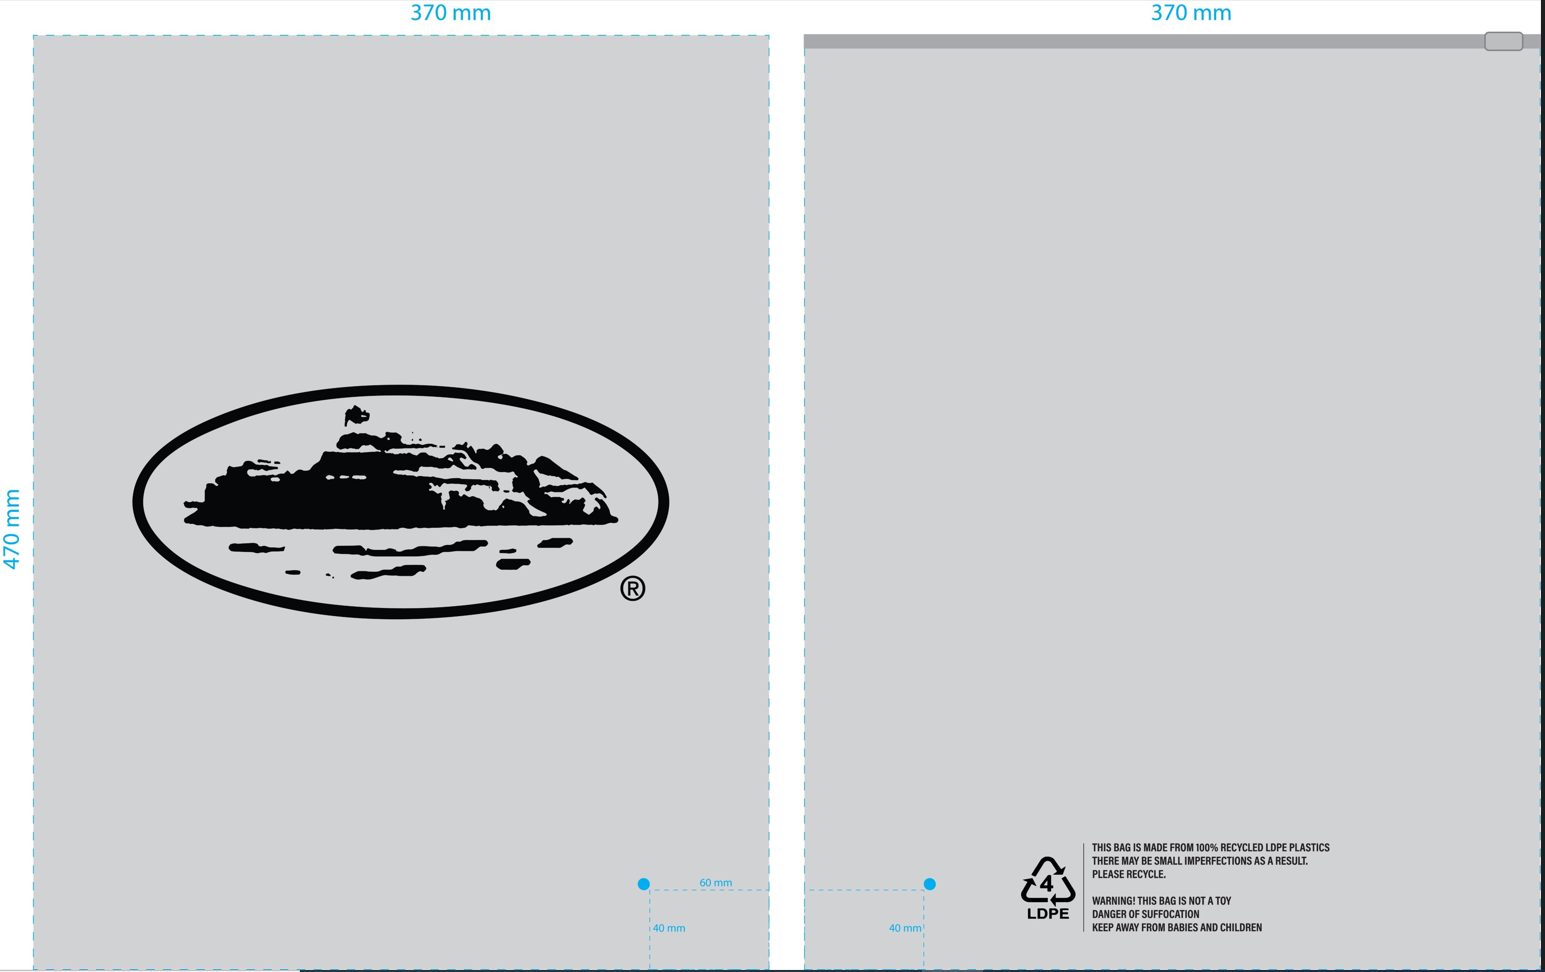 370 mm
370 mm
470 mm
®
60 mm
40 mm
40 mm
4
LDPE
THIS BAG IS MADE FROM 100% RECYCLED LDPE PLASTICS
THERE MAY BE SMALL IMPERFECTIONS AS A RESULT.
PLEASE RECYCLE.
WARNING! THIS BAG IS NOT A TOY
DANGER OF SUFFOCATION
KEEP AWAY FROM BABIES AND CHILDREN